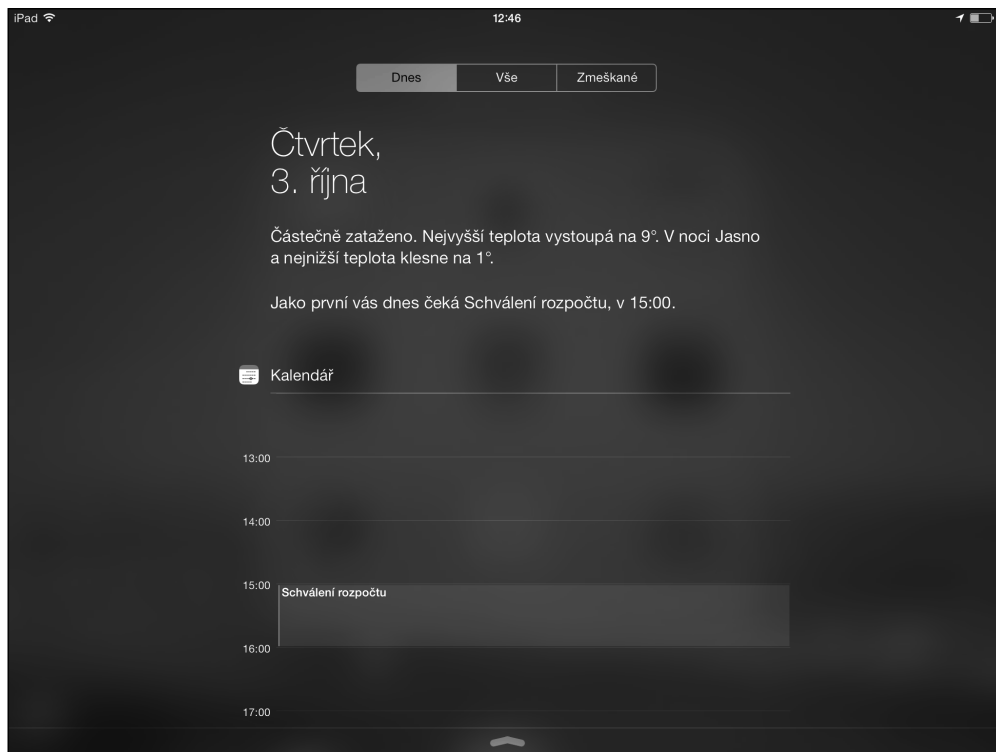 iPad 12:46
Dnes Vše Zmeškané
Čtvrtek,
3. října
Částečně zataženo. Nejvyšší teplota vystoupá na 9°. V noci Jasno
a nejnižší teplota klesne na 1°.
Jako první vás dnes čeká Schválení rozpočtu, v 15:00.
Kalendář
13:00
14:00
15:00 Schválení rozpočtu
16:00
17:00